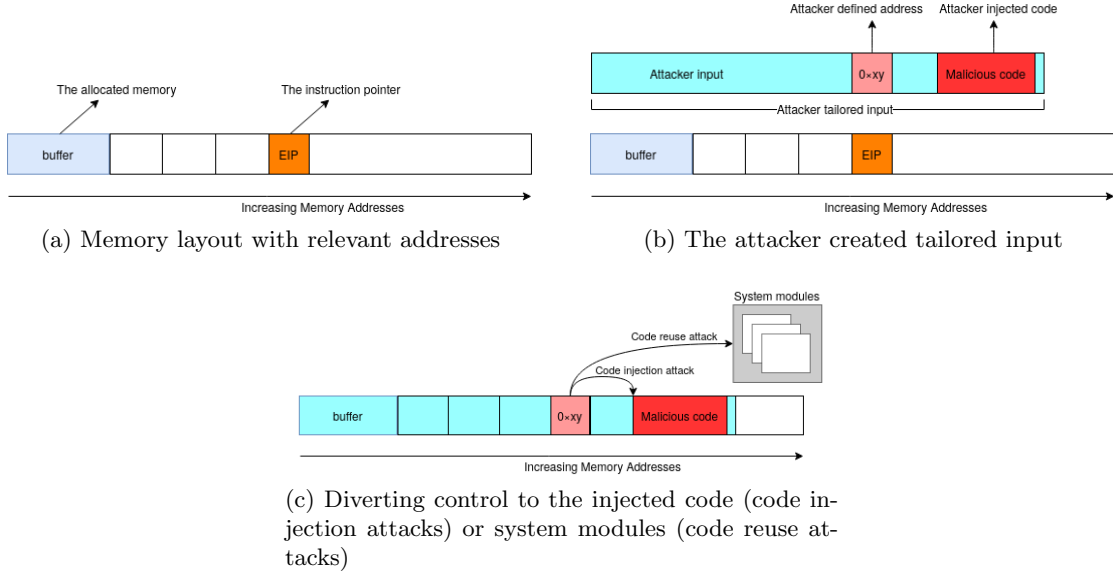 The allocated memory
The instruction pointer
buffer
EIP
Increasing Memory Addresses
(a) Memory layout with relevant addresses
Attacker defined address
Attacker injected code
Attacker input
0×xy
Malicious code
Attacker tailored input
buffer
EIP
Increasing Memory Addresses
(b) The attacker created tailored input
System modules
Code reuse attack
Code injection attack
buffer
0×xy
Malicious code
Increasing Memory Addresses
(c) Diverting control to the injected code (code in-
jection attacks) or system modules (code reuse at-
tacks)